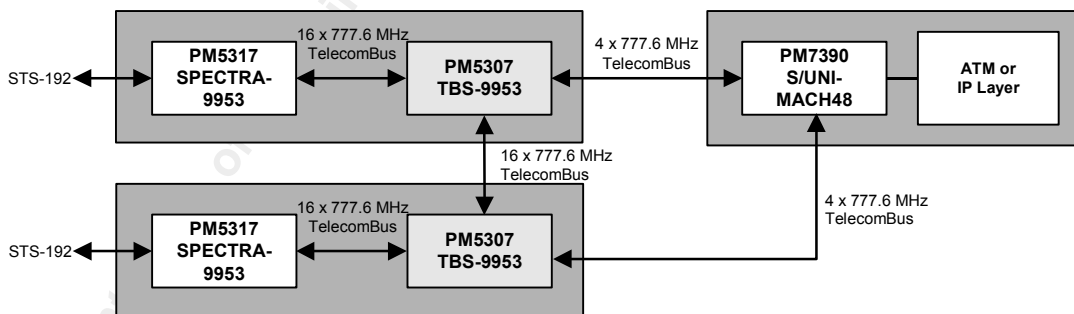 16 x 777.6 MHz
TelecomBus
4 x 777.6 MHz
TelecomBus
STS-192
PM5317
SPECTRA-
9953
PM5307
TBS-9953
PM7390
S/UNI-
MACH48
ATM or
IP Layer
16 x 777.6 MHz
TelecomBus
16 x 777.6 MHz
TelecomBus
4 x 777.6 MHz
TelecomBus
STS-192
PM5317
SPECTRA-
9953
PM5307
TBS-9953